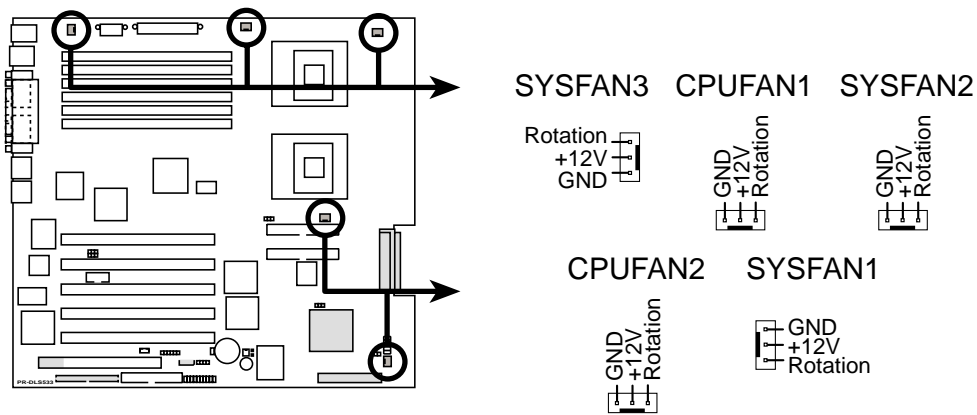 SYSFAN3 CPUFAN1 SYSFAN2
Rotation
+12V
GND
GND
+12V
Rotation
GND
+12V
Rotation
CPUFAN2 SYSFAN1
GND
+12V
Rotation
GND
+12V
Rotation
PR-DLS533